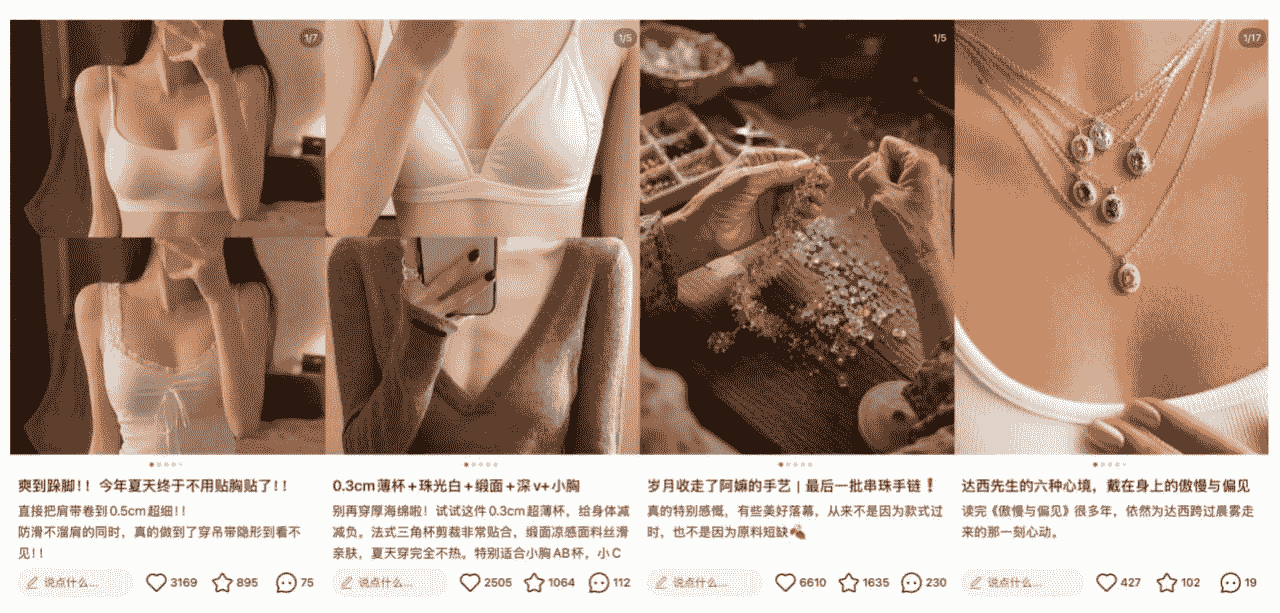 1/7
1/5
1/5
1/17
爽到跺脚!! 今年夏天终于不用贴胸贴了!!
直接把肩带卷到0.5cm超细!!
防滑不溜肩的同时，真的做到了穿吊带隐形到看不
见!!
说点什么...
3169
895
75
0.3cm薄杯+珠光白+缎面+深v+小胸
别再穿厚海绵啦！试试这件0.3cm超薄杯，给身体减
减负。法式三角杯剪裁非常贴合，缎面凉感面料丝滑
亲肤，夏天穿完全不热。特别适合小胸AB杯，小C
说点什么...
2505
1064
112
岁月收走了阿嫲的手艺 | 最后一批串珠手链❗
真的特别感慨，有些美好落幕，从来不是因为款式过
时，也不是因为原料短缺🍂
说点什么...
6610
1635
230
达西先生的六种心境，戴在身上的傲慢与偏见
读完《傲慢与偏见》很多年，依然为达西跨过晨雾走
来的那一刻心动。
说点什么...
427
102
19